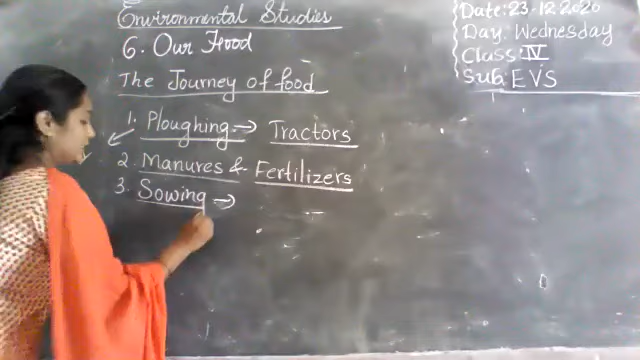 Environmental Studies
6. Our Food
The Journey of food
1. Ploughing → Tractors
2. Manures & Fertilizers
3. Sowing →
Date: 23.12.2020
Day: Wednesday
Class: IV
Sub: EVS